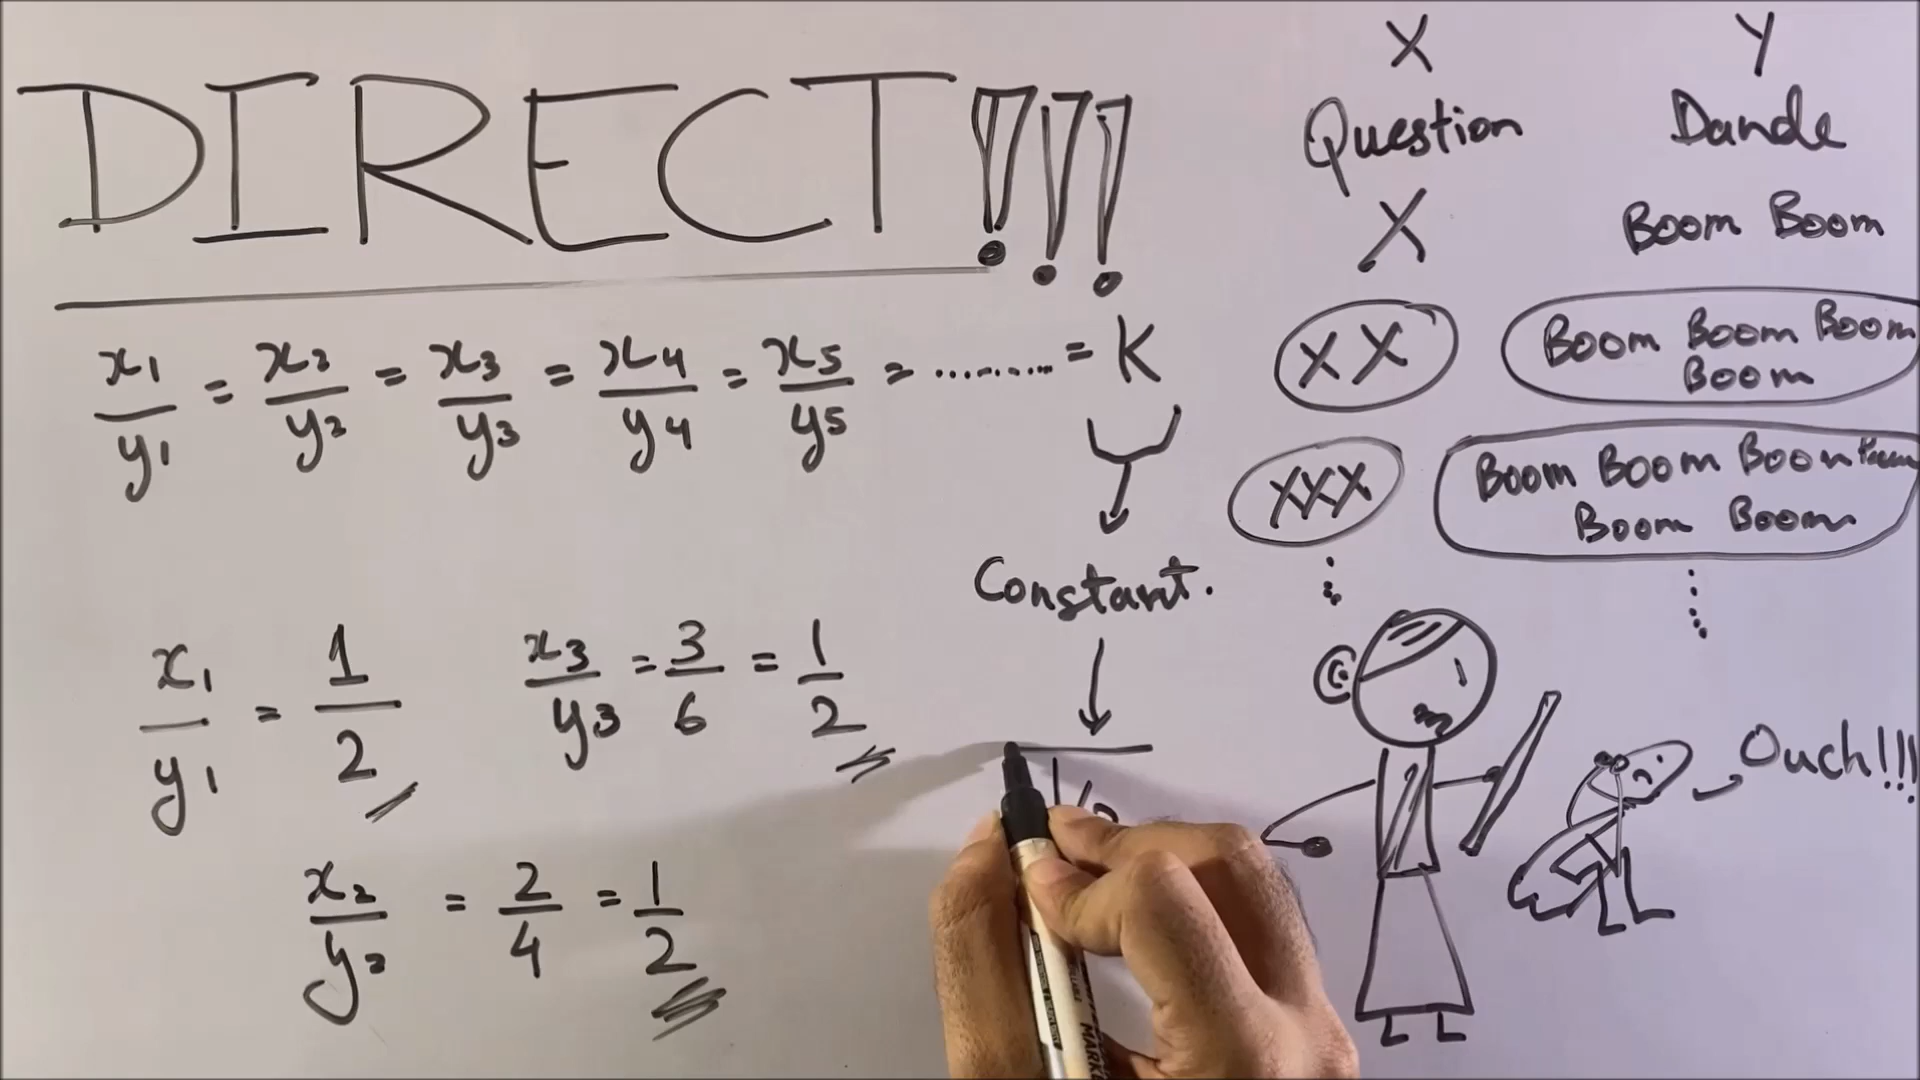 DIRECT!!!
x1/y1 = x2/y2 = x3/y3 = x4/y4 = x5/y5 = ......... = K
Constant.
x1/y1 = 1/2
x3/y3 = 3/6 = 1/2
x2/y2 = 2/4 = 1/2
X Y
Question Dande
X Boom Boom
XX Boom Boom Boom
Boom
XXX Boom Boom Boom Boom
Boom Boom
Ouch!!!